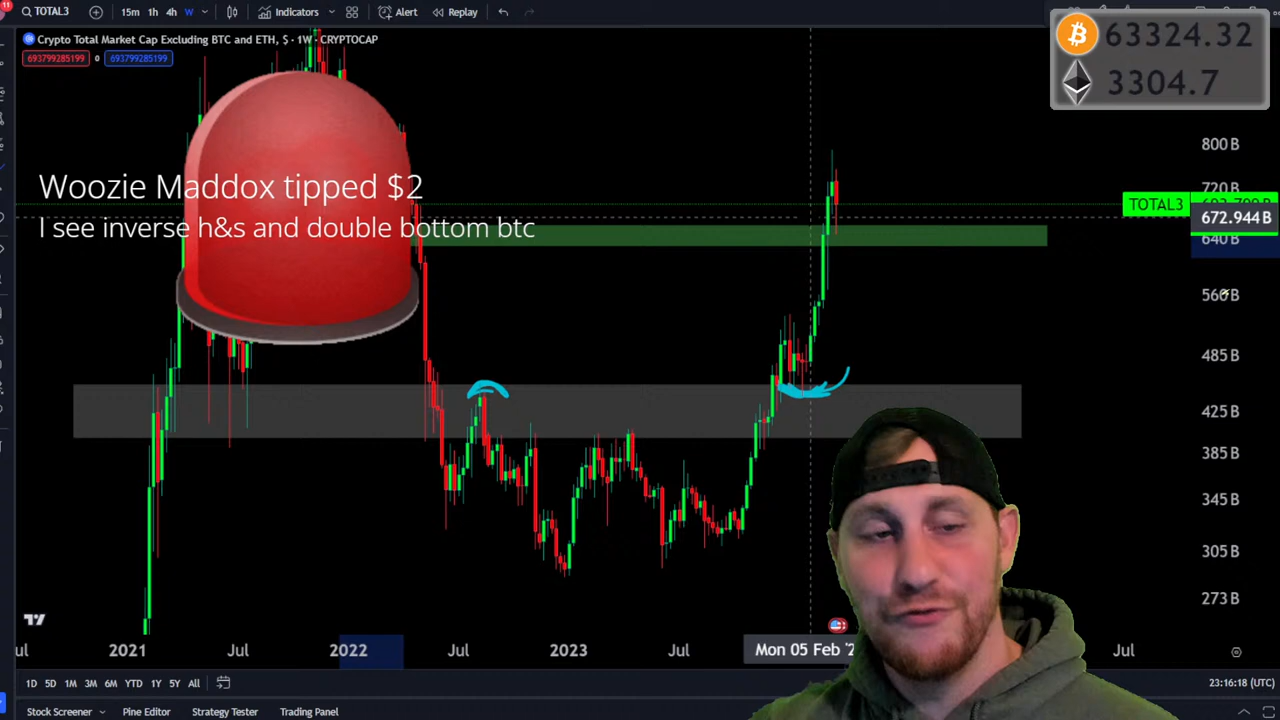 11
TOTAL3
15m 1h 4h W
Indicators
Alert
Replay
Crypto Total Market Cap Excluding BTC and ETH, $ · 1W · CRYPTOCAP
693799285199 0 693799285199
63324.32
3304.7
Woozie Maddox tipped $2
I see inverse h&s and double bottom btc
800 B
720 B
TOTAL3
672.944 B
640 B
560 B
485 B
425 B
385 B
345 B
305 B
273 B
2021 Jul 2022 Jul 2023 Jul Mon 05 Feb '2 Jul
1D 5D 1M 3M 6M YTD 1Y 5Y All
23:16:18 (UTC)
Stock Screener Pine Editor Strategy Tester Trading Panel